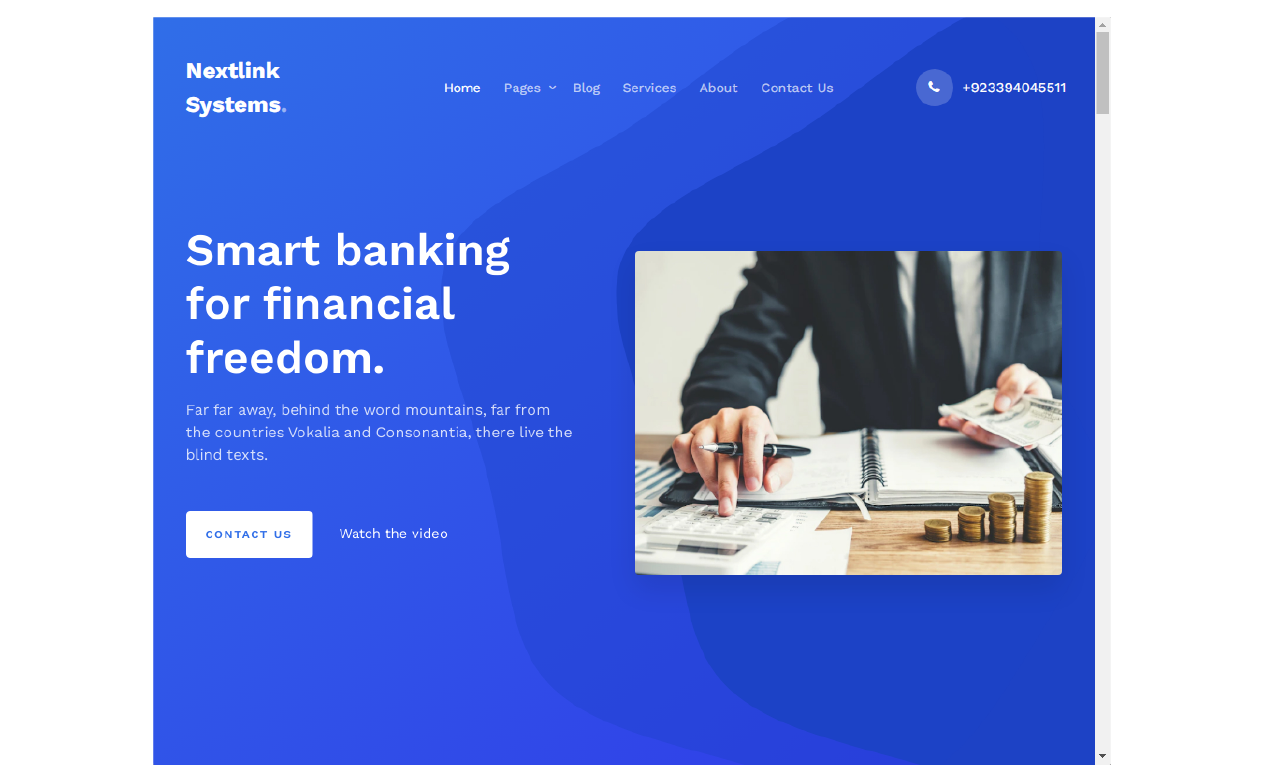 Nextlink
Systems.
Home Pages Blog Services About Contact Us +923394045511
Smart banking
for financial
freedom.
Far far away, behind the word mountains, far from
the countries Vokalia and Consonantia, there live the
blind texts.
CONTACT US Watch the video